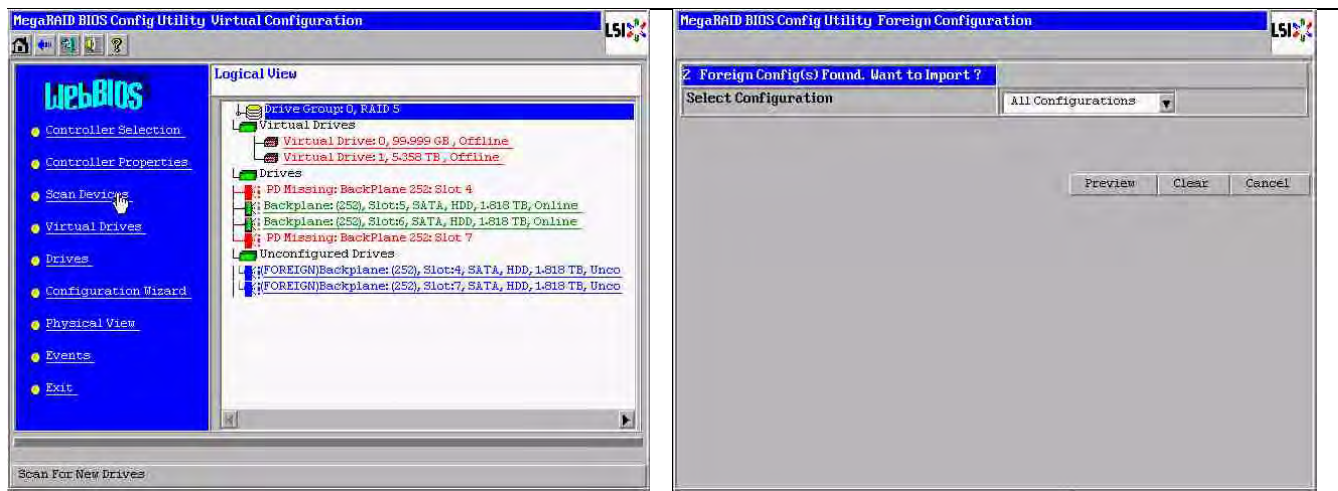 MegaRAID BIOS Config Utility Virtual Configuration
LSI
WebBIOS
Controller Selection
Controller Properties
Scan Devices
Virtual Drives
Drives
Configuration Wizard
Physical View
Events
Exit
Logical View
Drive Group: 0, RAID 5
Virtual Drives
Virtual Drive: 0, 99.999 GB, Offline
Virtual Drive: 1, 5.358 TB, Offline
Drives
PD Missing: BackPlane 252: Slot 4
Backplane: (252), Slot:5, SATA, HDD, 1.818 TB, Online
Backplane: (252), Slot:6, SATA, HDD, 1.818 TB, Online
PD Missing: BackPlane 252: Slot 7
Unconfigured Drives
(FOREIGN)Backplane: (252), Slot:4, SATA, HDD, 1.818 TB, Unco
(FOREIGN)Backplane: (252), Slot:7, SATA, HDD, 1.818 TB, Unco
Scan For New Drives
MegaRAID BIOS Config Utility Foreign Configuration
LSI
2 Foreign Config(s) Found. Want to Import ?
Select Configuration
All Configurations
Preview Clear Cancel